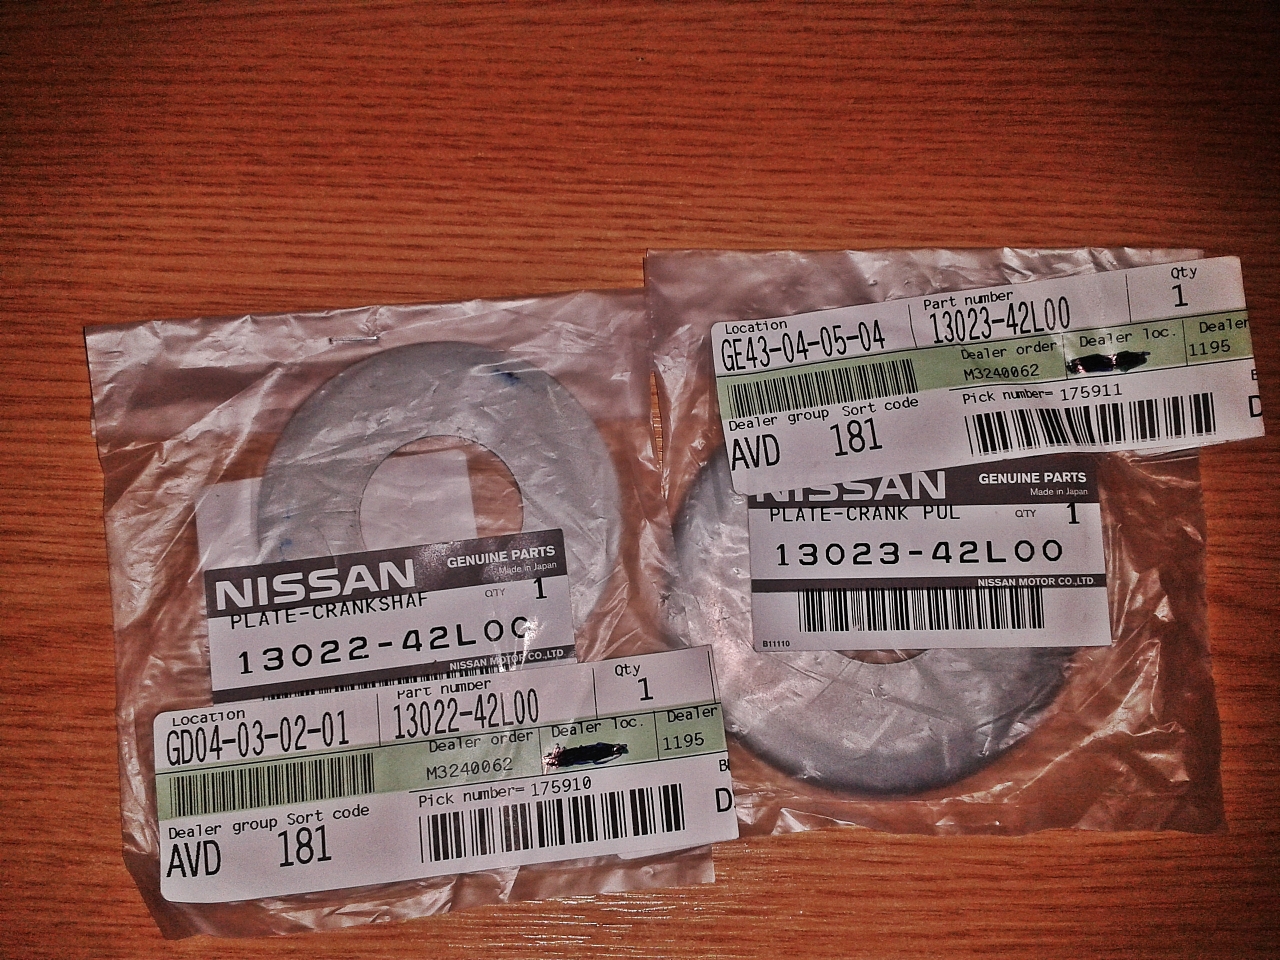 NISSAN GENUINE PARTS
Made in Japan
PLATE-CRANKSHAF QTY 1
13022-42L00
NISSAN MOTOR CO.,LTD.
Location Part number Qty
GD04-03-02-01 13022-42L00 1
Dealer order Dealer loc. Dealer
M3240062 1195
Dealer group Sort code Pick number= 175910
AVD 181 D
Location Part number Qty
GE43-04-05-04 13023-42L00 1
Dealer order Dealer loc. Dealer
M3240062 1195
Dealer group Sort code Pick number= 175911
AVD 181 D
NISSAN GENUINE PARTS
Made in Japan
PLATE-CRANK PUL QTY 1
13023-42L00
NISSAN MOTOR CO.,LTD.
B11110